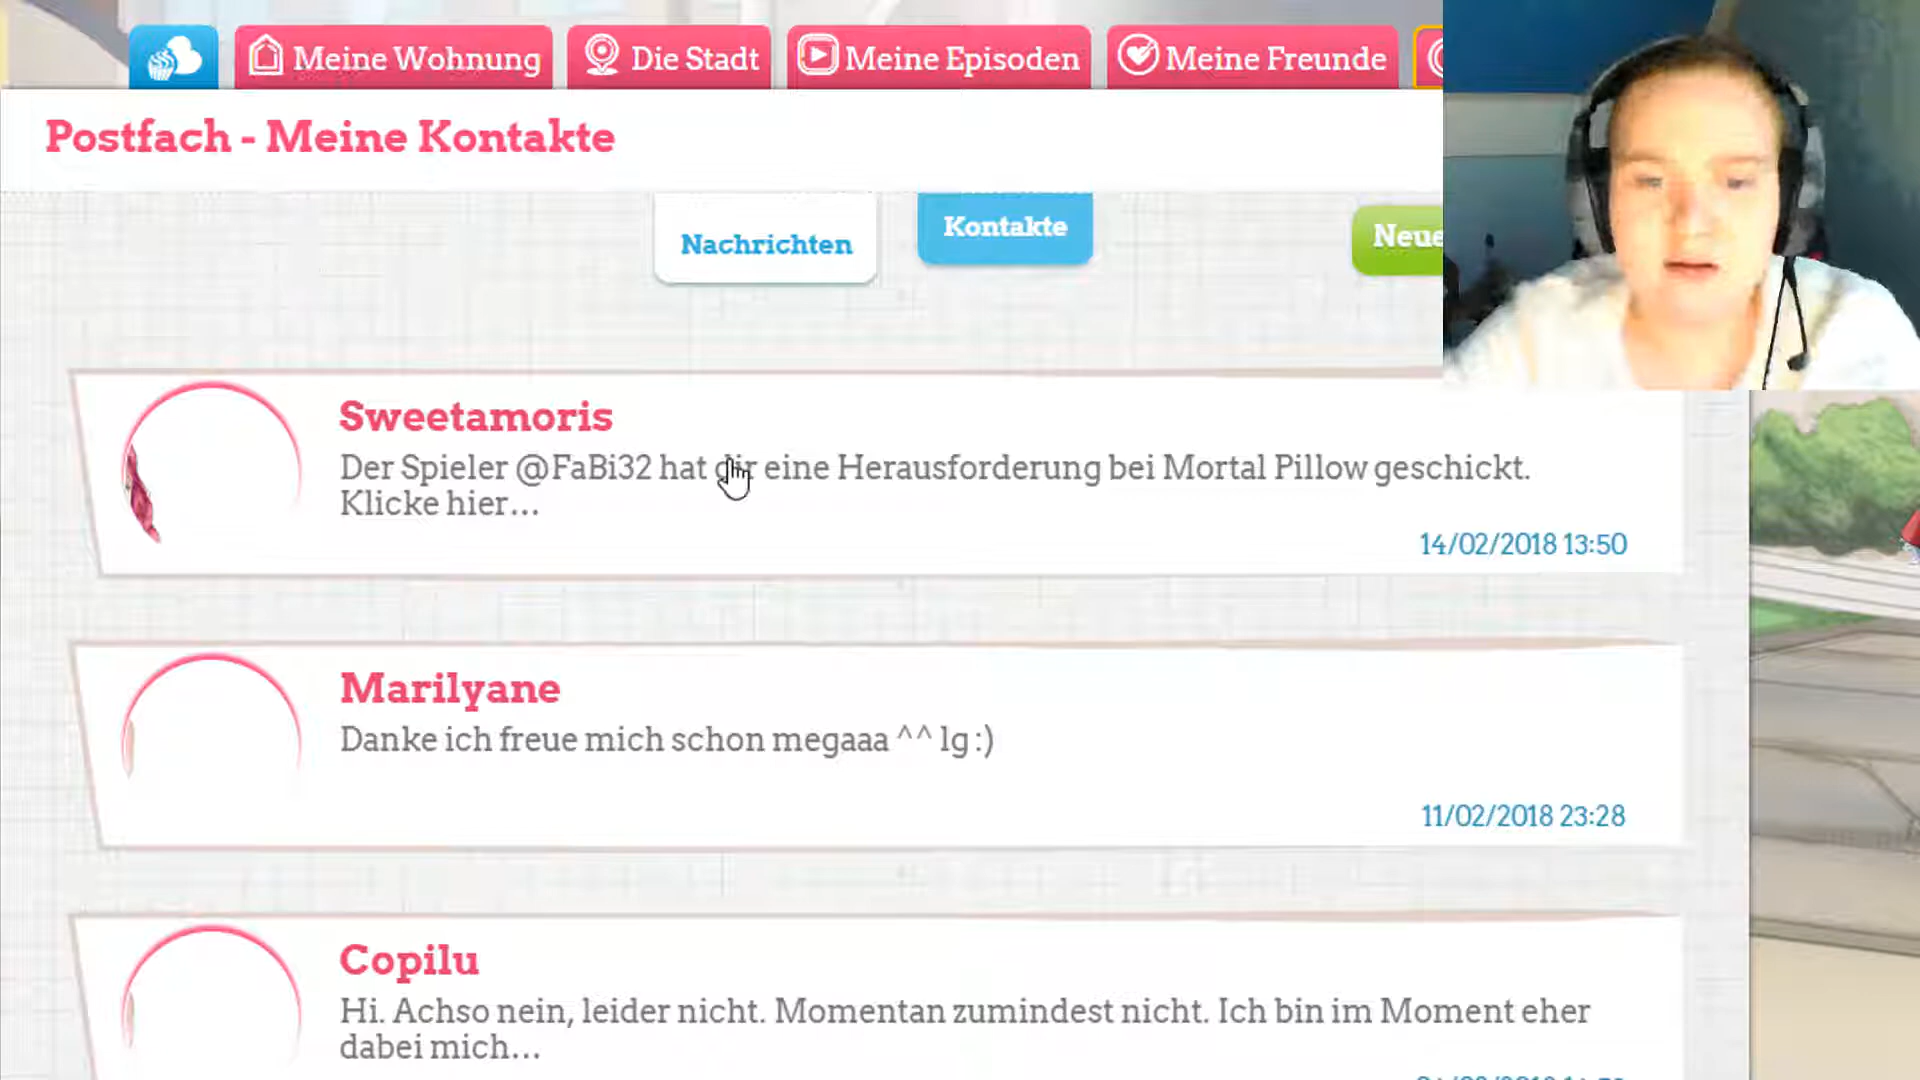 Meine Wohnung
Die Stadt
Meine Episoden
Meine Freunde
Postfach - Meine Kontakte
Nachrichten
Kontakte
Neue
Sweetamoris
Der Spieler @FaBi32 hat dir eine Herausforderung bei Mortal Pillow geschickt.
Klicke hier...
14/02/2018 13:50
Marilyane
Danke ich freue mich schon megaaa ^^ lg :)
11/02/2018 23:28
Copilu
Hi. Achso nein, leider nicht. Momentan zumindest nicht. Ich bin im Moment eher
dabei mich...